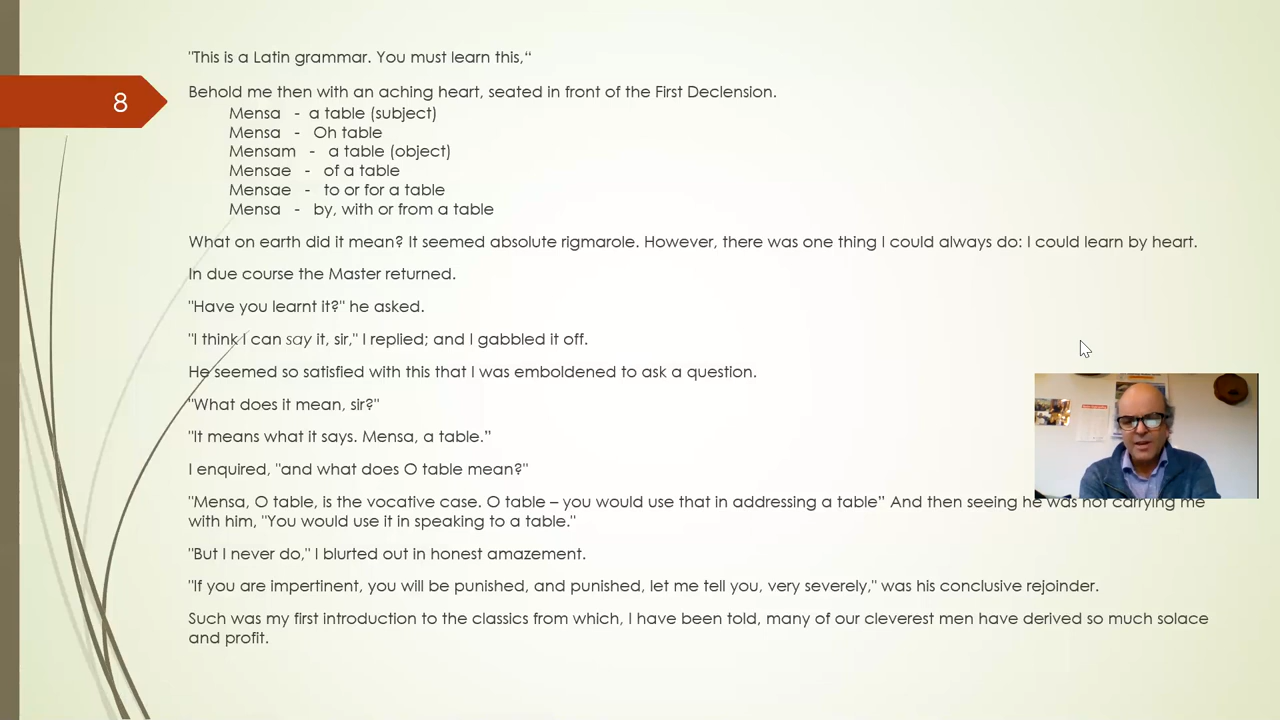 8
"This is a Latin grammar. You must learn this,“
Behold me then with an aching heart, seated in front of the First Declension.
Mensa - a table (subject)
Mensa - Oh table
Mensam - a table (object)
Mensae - of a table
Mensae - to or for a table
Mensa - by, with or from a table
What on earth did it mean? It seemed absolute rigmarole. However, there was one thing I could always do: I could learn by heart.
In due course the Master returned.
"Have you learnt it?" he asked.
"I think I can say it, sir," I replied; and I gabbled it off.
He seemed so satisfied with this that I was emboldened to ask a question.
"What does it mean, sir?"
"It means what it says. Mensa, a table.”
I enquired, "and what does O table mean?"
"Mensa, O table, is the vocative case. O table – you would use that in addressing a table” And then seeing he was not carrying me
with him, "You would use it in speaking to a table."
"But I never do," I blurted out in honest amazement.
"If you are impertinent, you will be punished, and punished, let me tell you, very severely," was his conclusive rejoinder.
Such was my first introduction to the classics from which, I have been told, many of our cleverest men have derived so much solace
and profit.